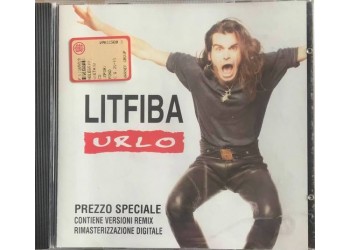 LITFIBA
URLO
PREZZO SPECIALE
CONTIENE VERSIONI REMIX
RIMASTERIZZAZIONE DIGITALE